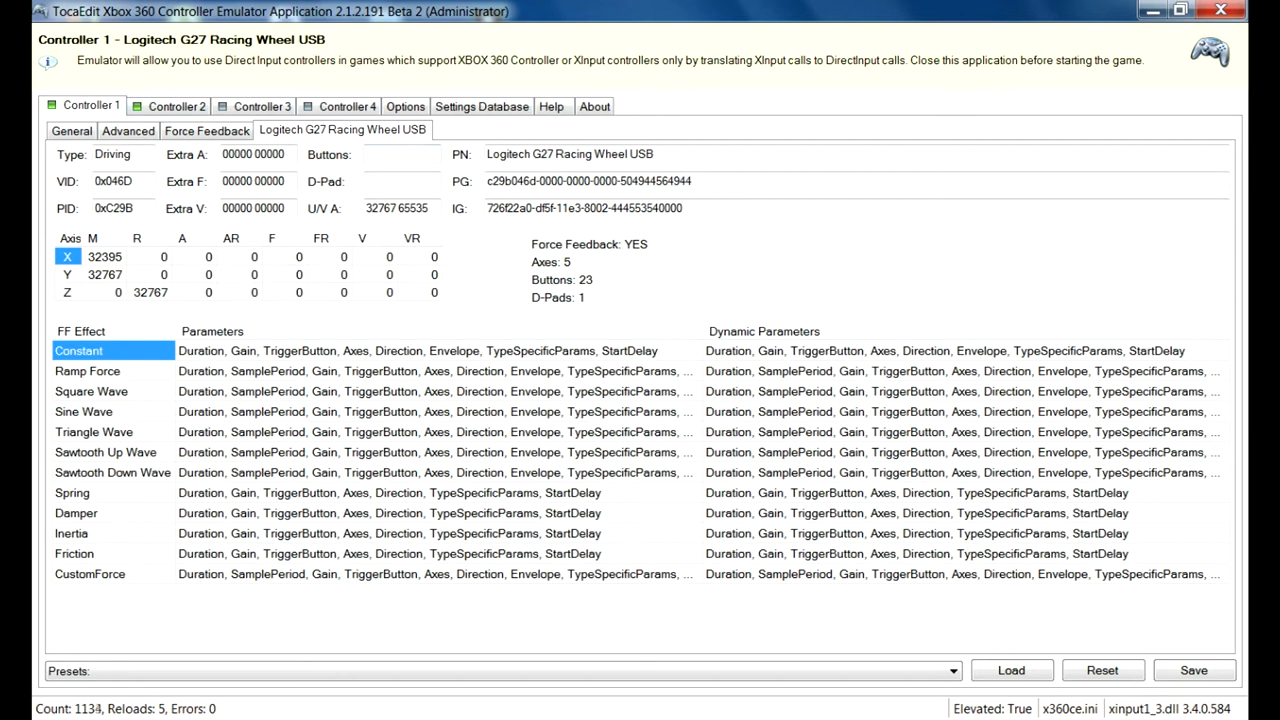 TocaEdit Xbox 360 Controller Emulator Application 2.1.2.191 Beta 2 (Administrator)
Controller 1 - Logitech G27 Racing Wheel USB
Emulator will allow you to use Direct Input controllers in games which support XBOX 360 Controller or XInput controllers only by translating XInput calls to DirectInput calls. Close this application before starting the game.
Controller 1 Controller 2 Controller 3 Controller 4 Options Settings Database Help About
General Advanced Force Feedback Logitech G27 Racing Wheel USB
Type: Driving Extra A: 00000 00000 Buttons: PN: Logitech G27 Racing Wheel USB
VID: 0x046D Extra F: 00000 00000 D-Pad: PG: c29b046d-0000-0000-0000-504944564944
PID: 0xC29B Extra V: 00000 00000 U/V A: 32767 65535 IG: 726f22a0-df5f-11e3-8002-444553540000
Axis M R A AR F FR V VR
X 32395 0 0 0 0 0 0 0
Y 32767 0 0 0 0 0 0 0
Z 0 32767 0 0 0 0 0 0
Force Feedback: YES
Axes: 5
Buttons: 23
D-Pads: 1
FF Effect Parameters Dynamic Parameters
Constant Duration, Gain, TriggerButton, Axes, Direction, Envelope, TypeSpecificParams, StartDelay Duration, Gain, TriggerButton, Axes, Direction, Envelope, TypeSpecificParams, StartDelay
Ramp Force Duration, SamplePeriod, Gain, TriggerButton, Axes, Direction, Envelope, TypeSpecificParams, ... Duration, SamplePeriod, Gain, TriggerButton, Axes, Direction, Envelope, TypeSpecificParams, ...
Square Wave Duration, SamplePeriod, Gain, TriggerButton, Axes, Direction, Envelope, TypeSpecificParams, ... Duration, SamplePeriod, Gain, TriggerButton, Axes, Direction, Envelope, TypeSpecificParams, ...
Sine Wave Duration, SamplePeriod, Gain, TriggerButton, Axes, Direction, Envelope, TypeSpecificParams, ... Duration, SamplePeriod, Gain, TriggerButton, Axes, Direction, Envelope, TypeSpecificParams, ...
Triangle Wave Duration, SamplePeriod, Gain, TriggerButton, Axes, Direction, Envelope, TypeSpecificParams, ... Duration, SamplePeriod, Gain, TriggerButton, Axes, Direction, Envelope, TypeSpecificParams, ...
Sawtooth Up Wave Duration, SamplePeriod, Gain, TriggerButton, Axes, Direction, Envelope, TypeSpecificParams, ... Duration, SamplePeriod, Gain, TriggerButton, Axes, Direction, Envelope, TypeSpecificParams, ...
Sawtooth Down Wave Duration, SamplePeriod, Gain, TriggerButton, Axes, Direction, Envelope, TypeSpecificParams, ... Duration, SamplePeriod, Gain, TriggerButton, Axes, Direction, Envelope, TypeSpecificParams, ...
Spring Duration, Gain, TriggerButton, Axes, Direction, TypeSpecificParams, StartDelay Duration, Gain, TriggerButton, Axes, Direction, TypeSpecificParams, StartDelay
Damper Duration, Gain, TriggerButton, Axes, Direction, TypeSpecificParams, StartDelay Duration, Gain, TriggerButton, Axes, Direction, TypeSpecificParams, StartDelay
Inertia Duration, Gain, TriggerButton, Axes, Direction, TypeSpecificParams, StartDelay Duration, Gain, TriggerButton, Axes, Direction, TypeSpecificParams, StartDelay
Friction Duration, Gain, TriggerButton, Axes, Direction, TypeSpecificParams, StartDelay Duration, Gain, TriggerButton, Axes, Direction, TypeSpecificParams, StartDelay
CustomForce Duration, SamplePeriod, Gain, TriggerButton, Axes, Direction, Envelope, TypeSpecificParams, ... Duration, SamplePeriod, Gain, TriggerButton, Axes, Direction, Envelope, TypeSpecificParams, ...
Presets: Load Reset Save
Count: 1134, Reloads: 5, Errors: 0 Elevated: True x360ce.ini xinput1_3.dll 3.4.0.584